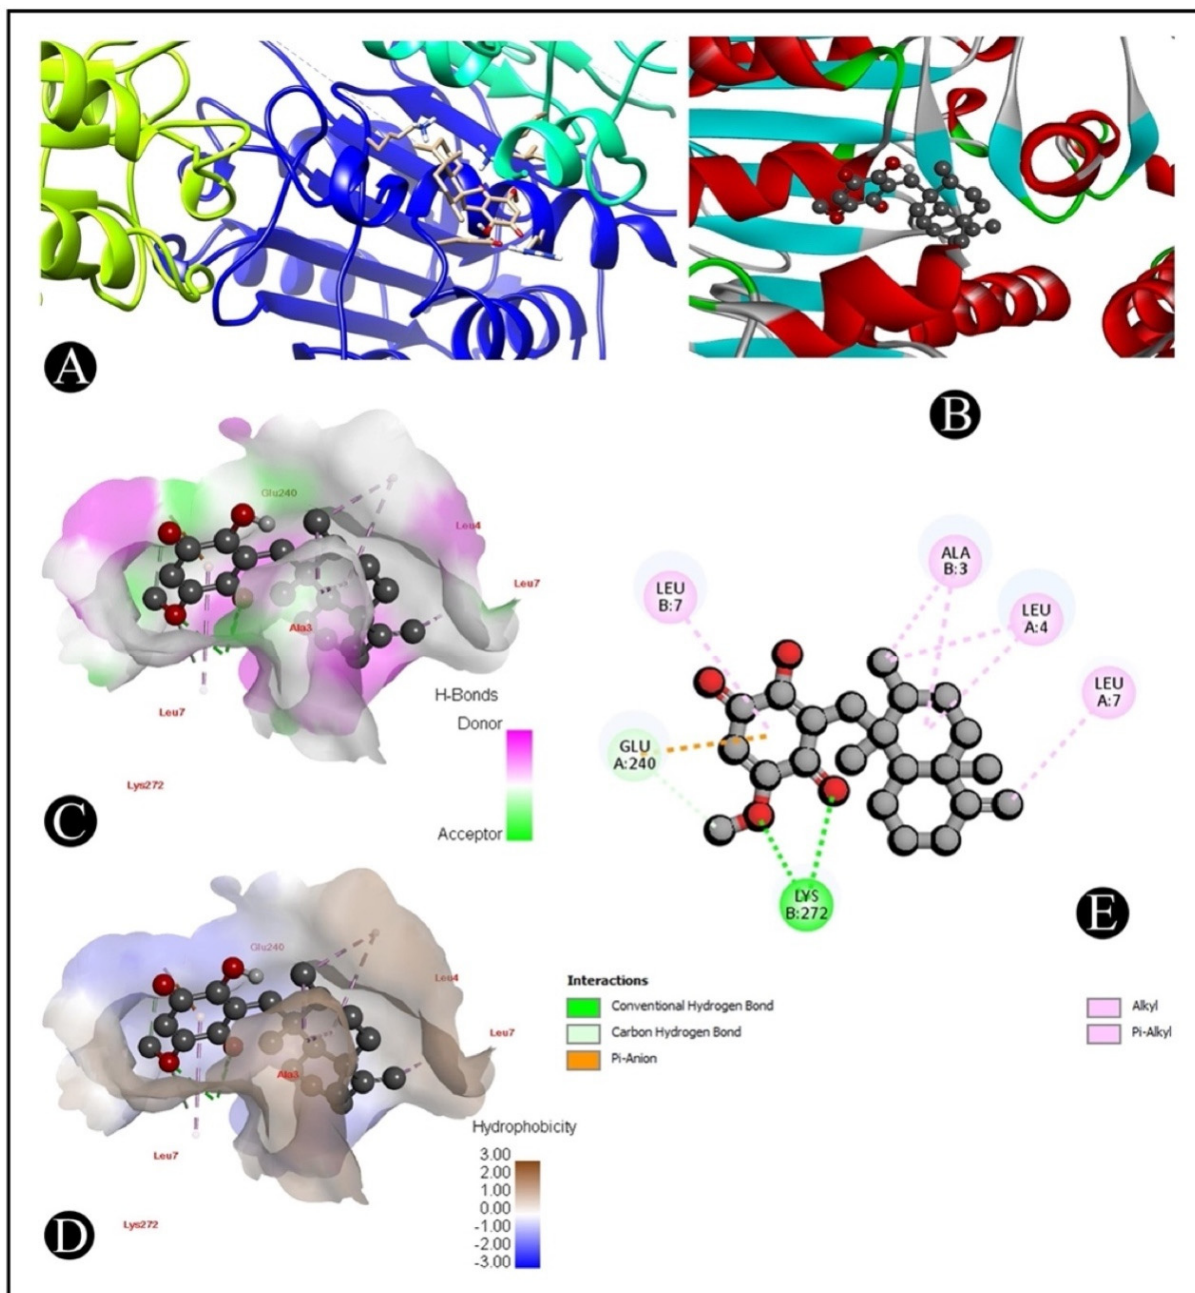 A
B
Glu240
Leu4
Leu7
Ala3
H-Bonds
Donor
Leu7
Lys272
Acceptor
C
ALA
B:3
LEU
B:7
LEU
A:4
LEU
A:7
GLU
A:240
LYS
B:272
E
Glu240
Leu4
Leu7
Ala3
Hydrophobicity
3.00
2.00
1.00
0.00
-1.00
-2.00
-3.00
Leu7
Lys272
D
Interactions
Conventional Hydrogen Bond
Carbon Hydrogen Bond
Pi-Anion
Alkyl
Pi-Alkyl